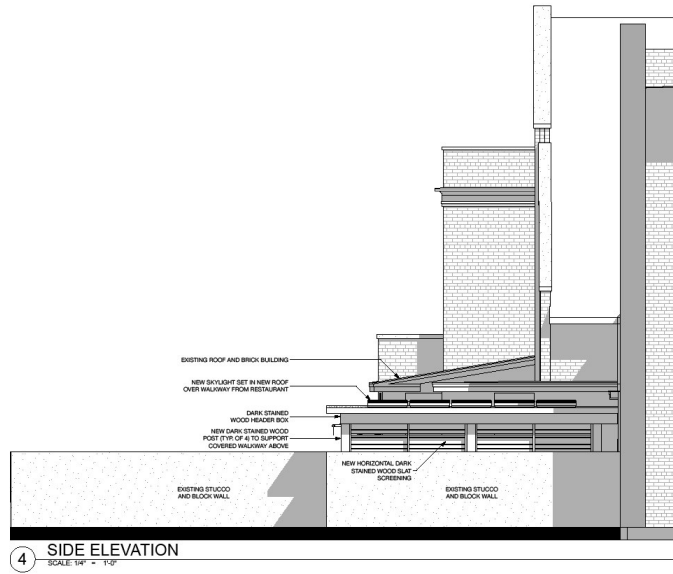 EXISTING ROOF AND BRICK BUILDING
NEW SKYLIGHT SET IN NEW ROOF
OVER WALKWAY FROM RESTAURANT
DARK STAINED
WOOD HEADER BOX
NEW DARK STAINED WOOD
POST (TYP. OF 4) TO SUPPORT
COVERED WALKWAY ABOVE
NEW HORIZONTAL DARK
STAINED WOOD SLAT
SCREENING
EXISTING STUCCO
AND BLOCK WALL
EXISTING STUCCO
AND BLOCK WALL
4
SIDE ELEVATION
SCALE: 1/4" = 1'-0"